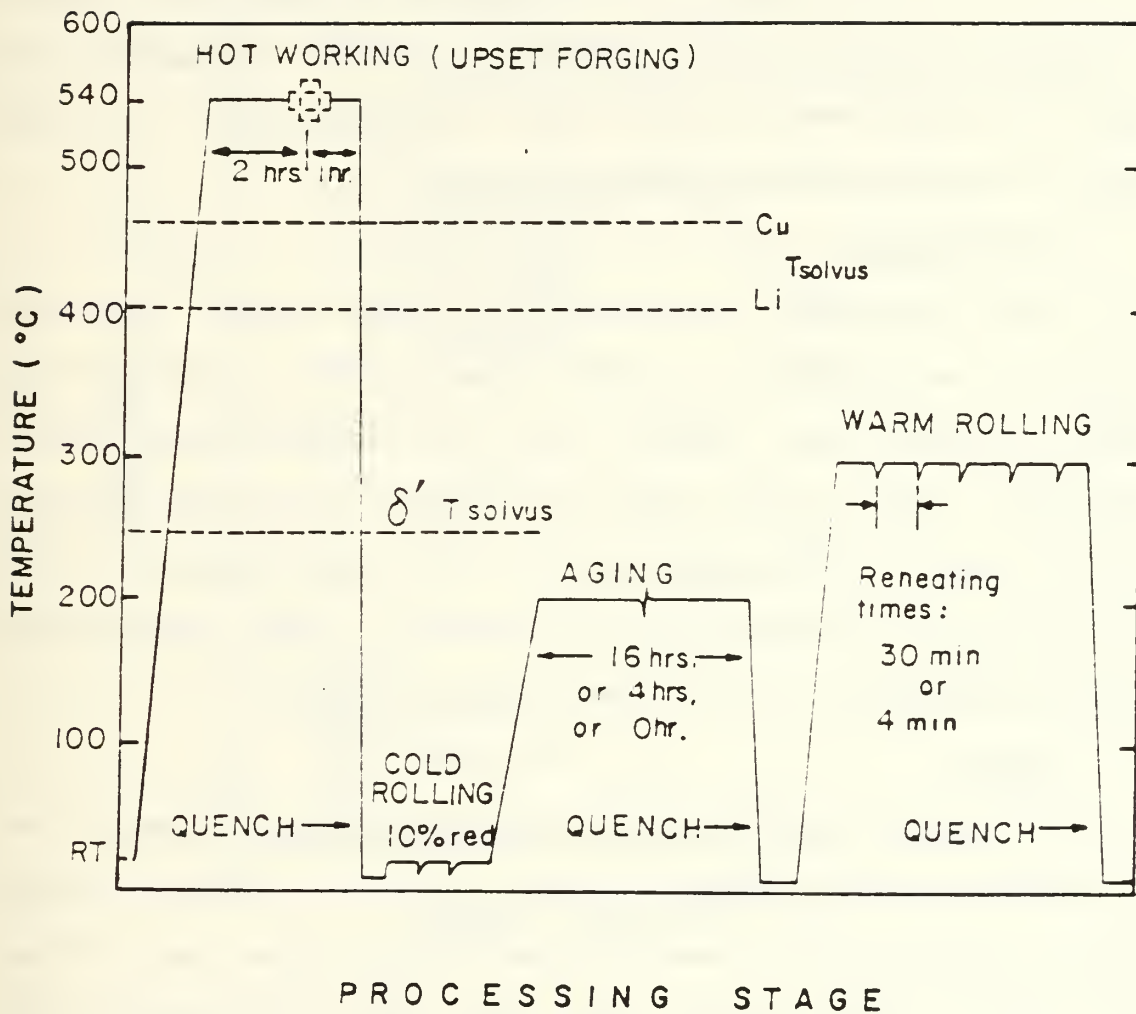 600
HOT WORKING (UPSET FORGING)
540
500
2 hrs. 1hr.
Cu
Tsolvus
Li
400
WARM ROLLING
300
δ' T solvus
AGING
200
Reheating
times:
16 hrs.
or 4 hrs,
or 0hr.
30 min
or
4 min
100
COLD
ROLLING
10% red
QUENCH
QUENCH
QUENCH
RT
TEMPERATURE (°C)
PROCESSING STAGE